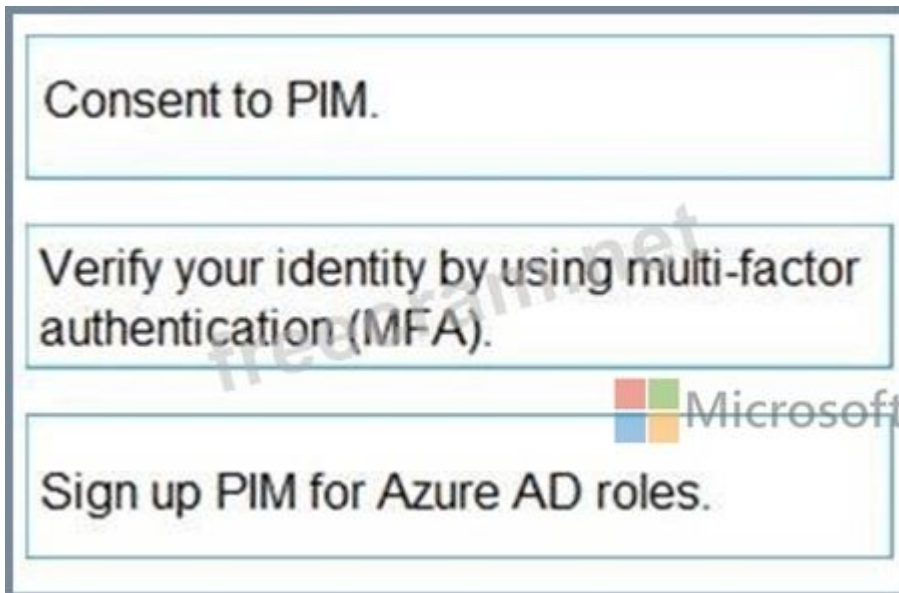 Consent to PIM.
Verify your identity by using multi-factor
authentication (MFA).
Microsoft
Sign up PIM for Azure AD roles.